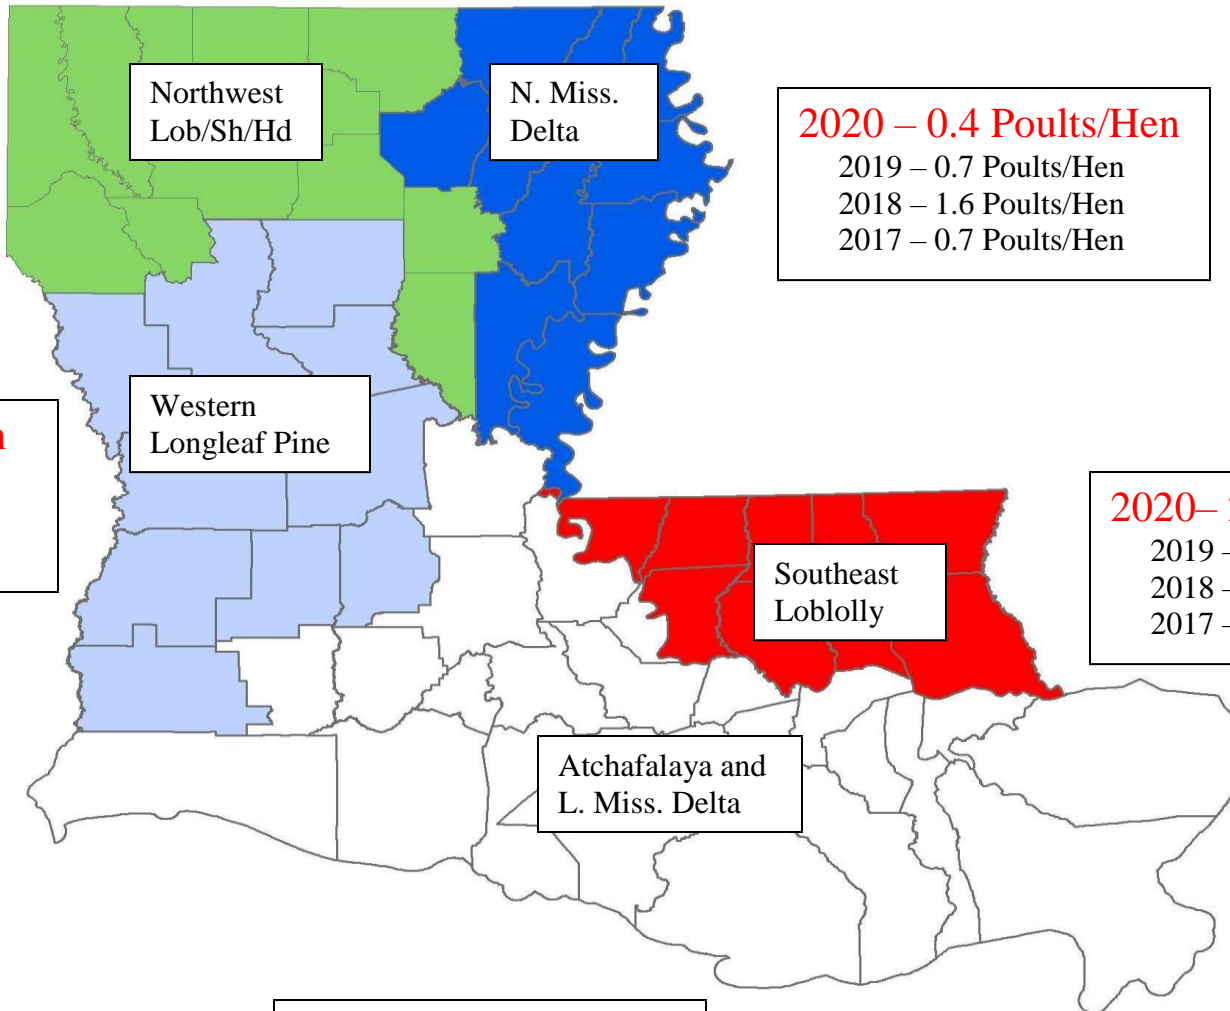 Northwest
Lob/Sh/Hd
N. Miss.
Delta
2020 – 0.4 Poults/Hen
2019 – 0.7 Poults/Hen
2018 – 1.6 Poults/Hen
2017 – 0.7 Poults/Hen
Western
Longleaf Pine
2020–
2019 –
2018 –
2017 –
Southeast
Loblolly
Atchafalaya and
L. Miss. Delta